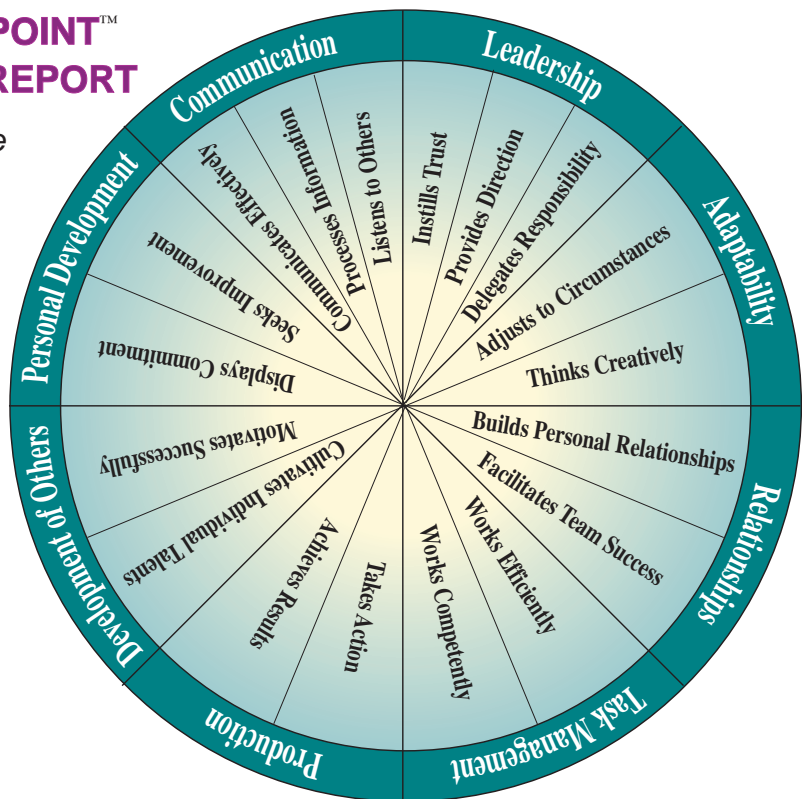 POINT™
REPORT
e
Communication
Leadership
Adaptability
Relationships
Task Management
Production
Development of Others
Personal Development
Listens to Others
Processes Information
Communicates Effectively
Instills Trust
Provides Direction
Delegates Responsibility
Adjusts to Circumstances
Thinks Creatively
Builds Personal Relationships
Facilitates Team Success
Works Efficiently
Works Competently
Takes Action
Achieves Results
Cultivates Individual Talents
Motivates Successfully
Displays Commitment
Seeks Improvement